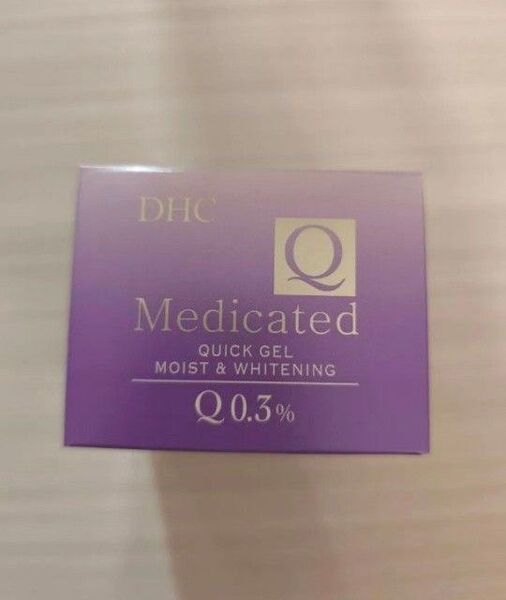 DHC
Q
Medicated
QUICK GEL
MOIST & WHITENING
Q 0.3%